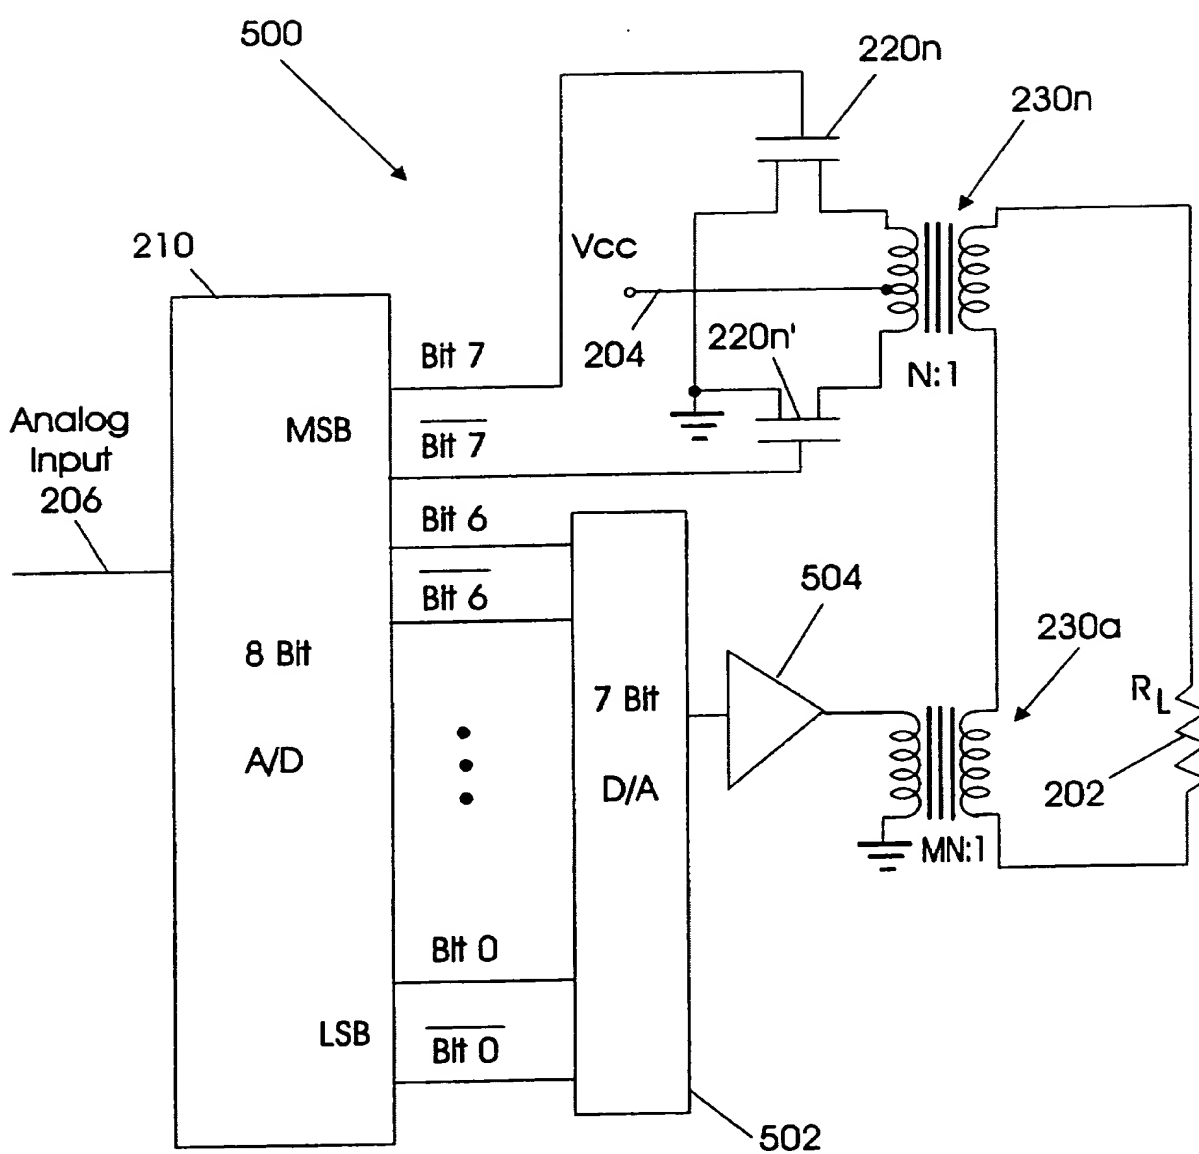 500
220n
230n
210
Vcc
204
220n'
N:1
Bit 7
MSB
Bit 7
Analog
Input
206
Bit 6
Bit 6
504
8 Bit
A/D
7 Bit
D/A
230a
RL
202
MN:1
Bit 0
LSB
Bit 0
502